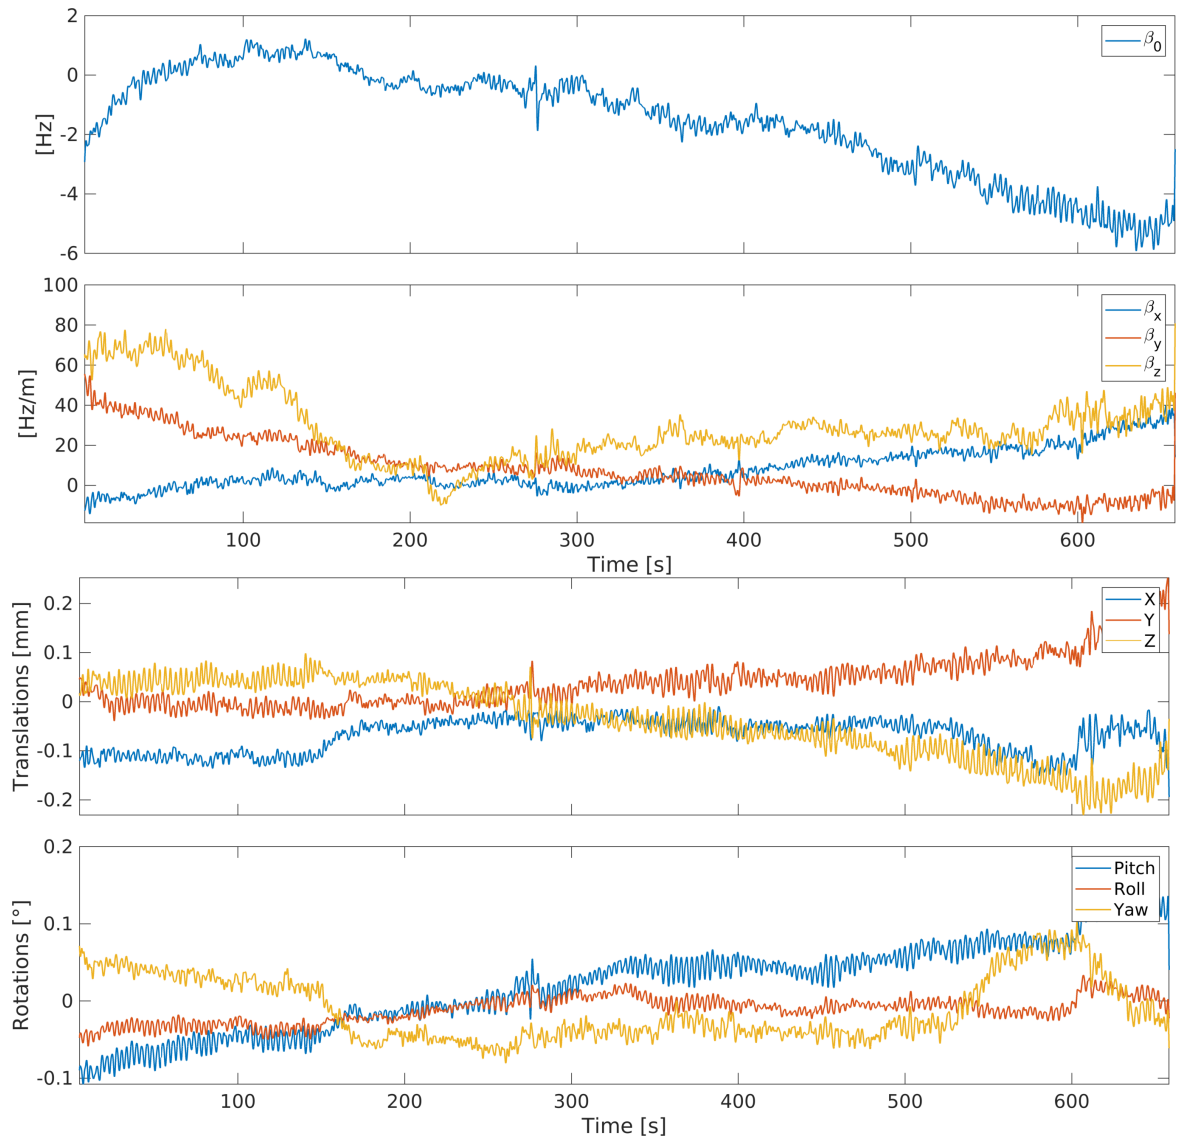 2
0
-2
-4
-6
[Hz]
β0
100
80
60
40
20
0
[Hz/m]
βx
βy
βz
100 200 300 400 500 600
Time [s]
0.2
0.1
0
-0.1
-0.2
Translations [mm]
X
Y
Z
0.2
0.1
0
-0.1
Rotations [°]
Pitch
Roll
Yaw
100 200 300 400 500 600
Time [s]